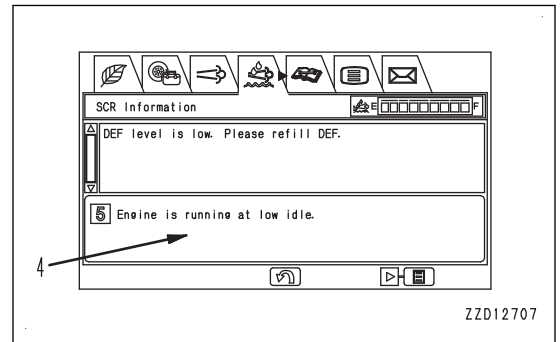 SCR Information
E F
DEF level is low. Please refill DEF.
5 Engine is running at low idle.
4
ZZD12707